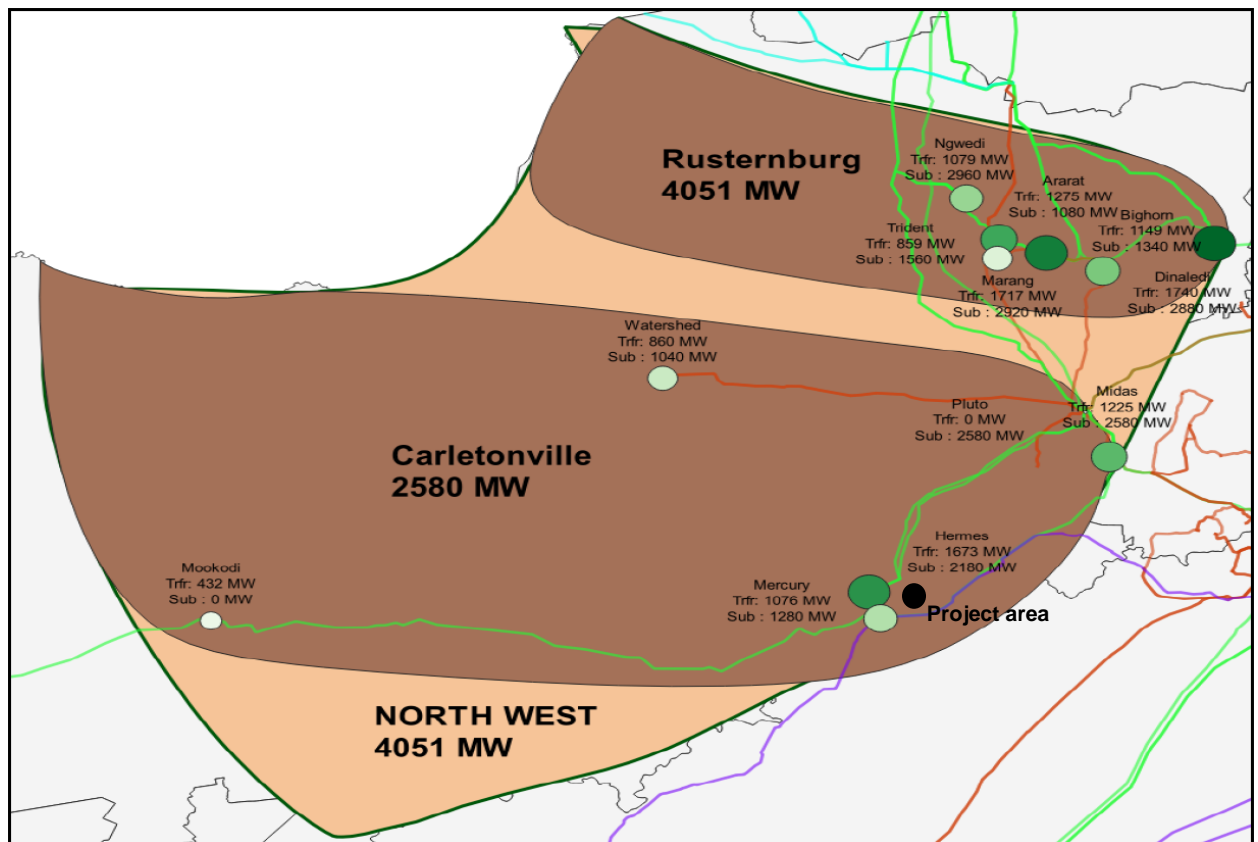 Ngwedi
Trfr: 1079 MW
Sub : 2960 MW
Rusternburg
4051 MW
Ararat
Trfr: 1275 MW
Sub : 1080 MW
Bighorn
Trfr: 1149 MW
Sub : 1340 MW
Trident
Trfr: 859 MW
Sub : 1560 MW
Marang
Trfr: 1717 MW
Sub : 2920 MW
Dinaledi
Trfr: 1740 MW
Sub : 2880 MW
Watershed
Trfr: 860 MW
Sub : 1040 MW
Midas
Trfr: 1225 MW
Sub : 2580 MW
Pluto
Trfr: 0 MW
Sub : 2580 MW
Carletonville
2580 MW
Hermes
Trfr: 1673 MW
Sub : 2180 MW
Mookodi
Trfr: 432 MW
Sub : 0 MW
Mercury
Trfr: 1076 MW
Sub : 1280 MW
Project area
NORTH WEST
4051 MW